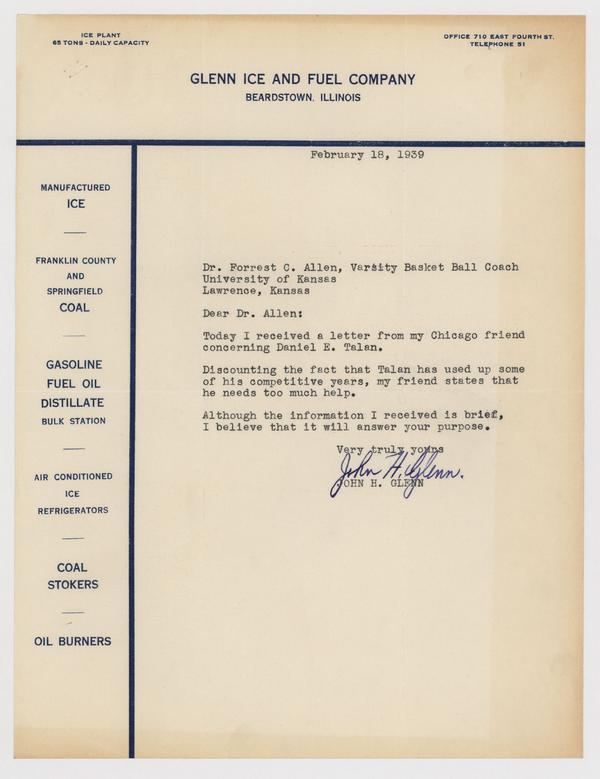 ICE PLANT
65 TONS - DAILY CAPACITY
OFFICE 710 EAST FOURTH ST.
TELEPHONE 51
GLENN ICE AND FUEL COMPANY
BEARDSTOWN, ILLINOIS
MANUFACTURED
ICE
FRANKLIN COUNTY
AND
SPRINGFIELD
COAL
GASOLINE
FUEL OIL
DISTILLATE
BULK STATION
AIR CONDITIONED
ICE
REFRIGERATORS
COAL
STOKERS
OIL BURNERS
February 18, 1939
Dr. Forrest C. Allen, Varsity Basket Ball Coach
University of Kansas
Lawrence, Kansas
Dear Dr. Allen:
Today I received a letter from my Chicago friend
concerning Daniel E. Talan.
Discounting the fact that Talan has used up some
of his competitive years, my friend states that
he needs too much help.
Although the information I received is brief,
I believe that it will answer your purpose.
Very truly yours
John H. Glenn.
JOHN H. GLENN